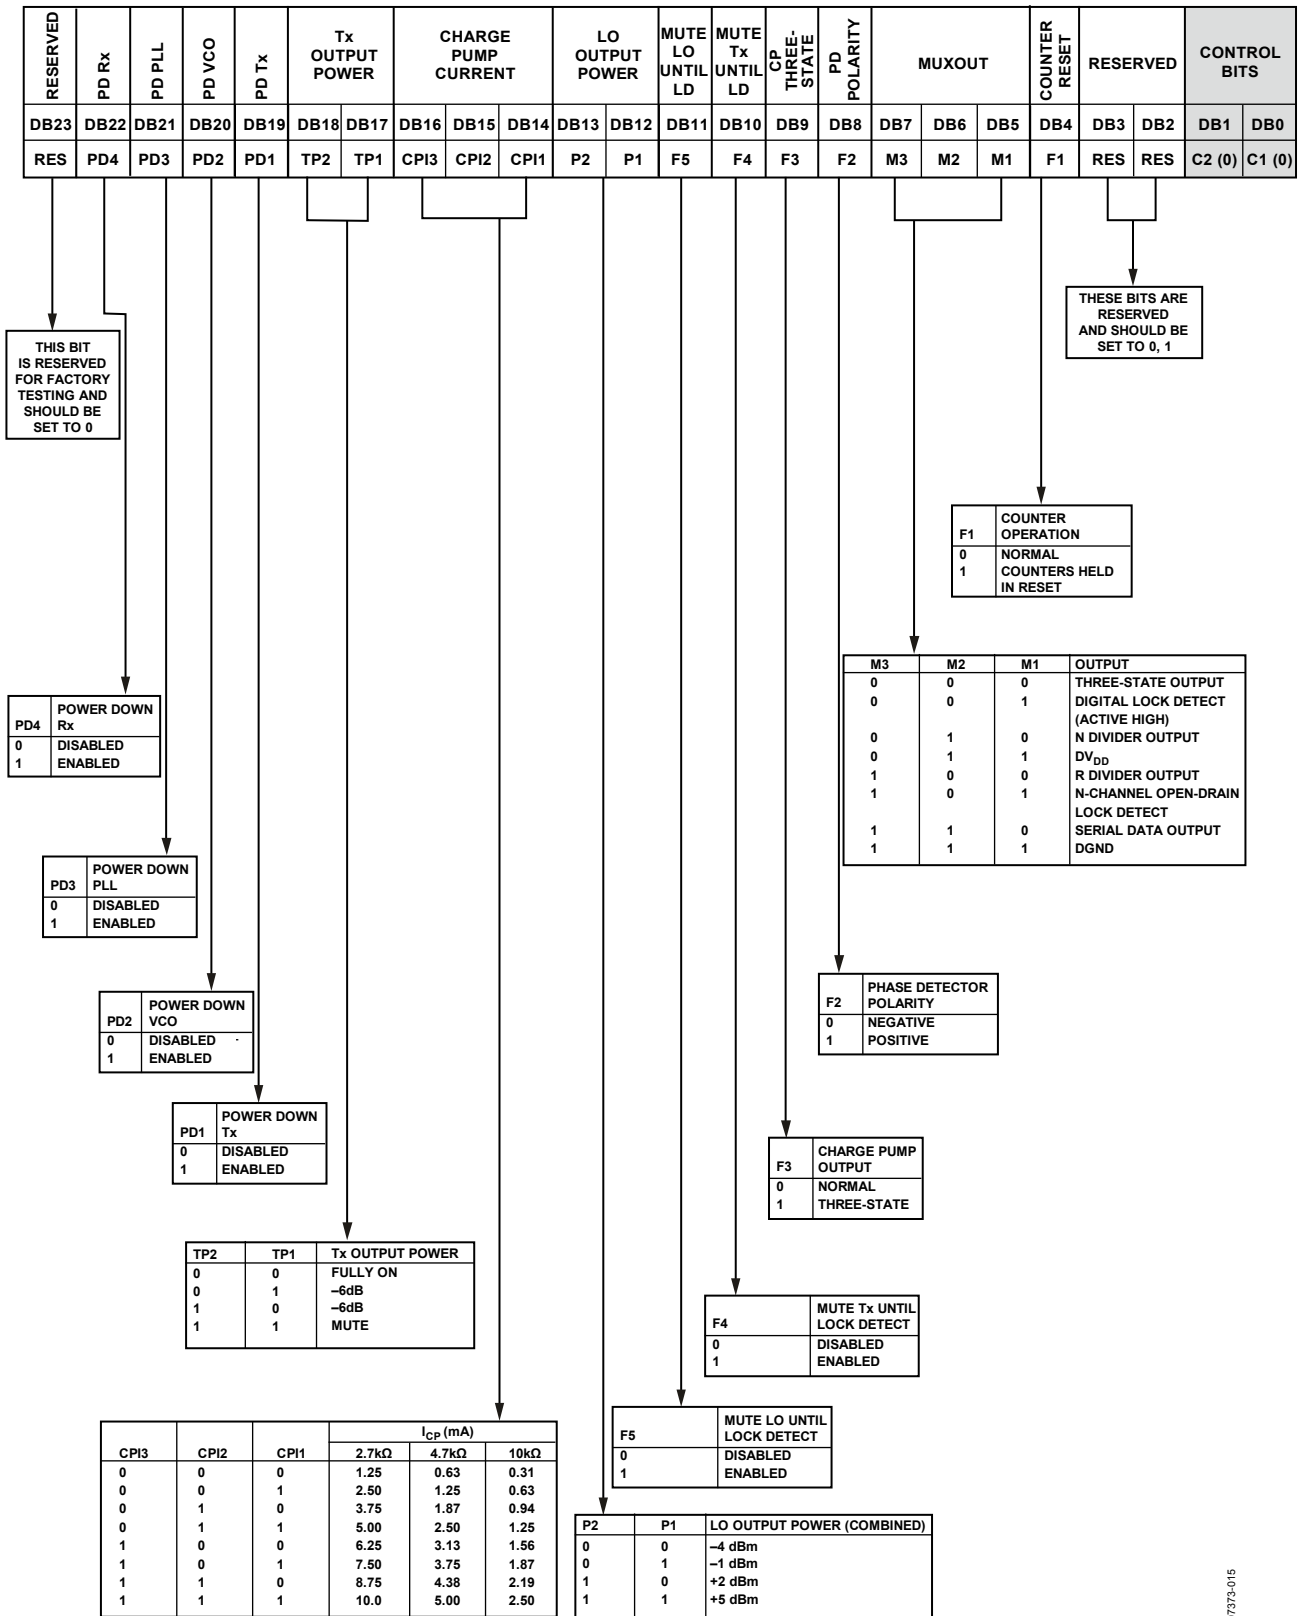 RESERVED
PD Rx
PD PLL
PD VCO
PD Tx
Tx
OUTPUT
POWER
CHARGE
PUMP
CURRENT
LO
OUTPUT
POWER
MUTE
LO
UNTIL
LD
MUTE
Tx
UNTIL
LD
CP
THREE-
STATE
PD
POLARITY
MUXOUT
COUNTER
RESET
RESERVED
CONTROL
BITS
DB23 DB22 DB21 DB20 DB19 DB18 DB17 DB16 DB15 DB14 DB13 DB12 DB11 DB10 DB9 DB8 DB7 DB6 DB5 DB4 DB3 DB2 DB1 DB0
RES PD4 PD3 PD2 PD1 TP2 TP1 CPI3 CPI2 CPI1 P2 P1 F5 F4 F3 F2 M3 M2 M1 F1 RES RES C2 (0) C1 (0)
THESE BITS ARE
RESERVED
AND SHOULD BE
SET TO 0, 1
THIS BIT
IS RESERVED
FOR FACTORY
TESTING AND
SHOULD BE
SET TO 0
COUNTER
F1 OPERATION
0 NORMAL
1 COUNTERS HELD
IN RESET
M3 M2 M1 OUTPUT
0 0 0 THREE-STATE OUTPUT
0 0 1 DIGITAL LOCK DETECT
(ACTIVE HIGH)
0 1 0 N DIVIDER OUTPUT
0 1 1 DVDD
1 0 0 R DIVIDER OUTPUT
1 0 1 N-CHANNEL OPEN-DRAIN
LOCK DETECT
1 1 0 SERIAL DATA OUTPUT
1 1 1 DGND
POWER DOWN
PD4 Rx
0 DISABLED
1 ENABLED
POWER DOWN
PD3 PLL
0 DISABLED
1 ENABLED
POWER DOWN
PD2 VCO
0 DISABLED
1 ENABLED
PHASE DETECTOR
F2 POLARITY
0 NEGATIVE
1 POSITIVE
POWER DOWN
PD1 Tx
0 DISABLED
1 ENABLED
CHARGE PUMP
F3 OUTPUT
0 NORMAL
1 THREE-STATE
TP2 TP1 Tx OUTPUT POWER
0 0 FULLY ON
0 1 –6dB
1 0 –6dB
1 1 MUTE
MUTE Tx UNTIL
F4 LOCK DETECT
0 DISABLED
1 ENABLED
MUTE LO UNTIL
F5 LOCK DETECT
0 DISABLED
1 ENABLED
ICP (mA)
CPI3 CPI2 CPI1 2.7kΩ 4.7kΩ 10kΩ
0 0 0 1.25 0.63 0.31
0 0 1 2.50 1.25 0.63
0 1 0 3.75 1.87 0.94
0 1 1 5.00 2.50 1.25
1 0 0 6.25 3.13 1.56
1 0 1 7.50 3.75 1.87
1 1 0 8.75 4.38 2.19
1 1 1 10.0 5.00 2.50
P2 P1 LO OUTPUT POWER (COMBINED)
0 0 –4 dBm
0 1 –1 dBm
1 0 +2 dBm
1 1 +5 dBm
7373-015